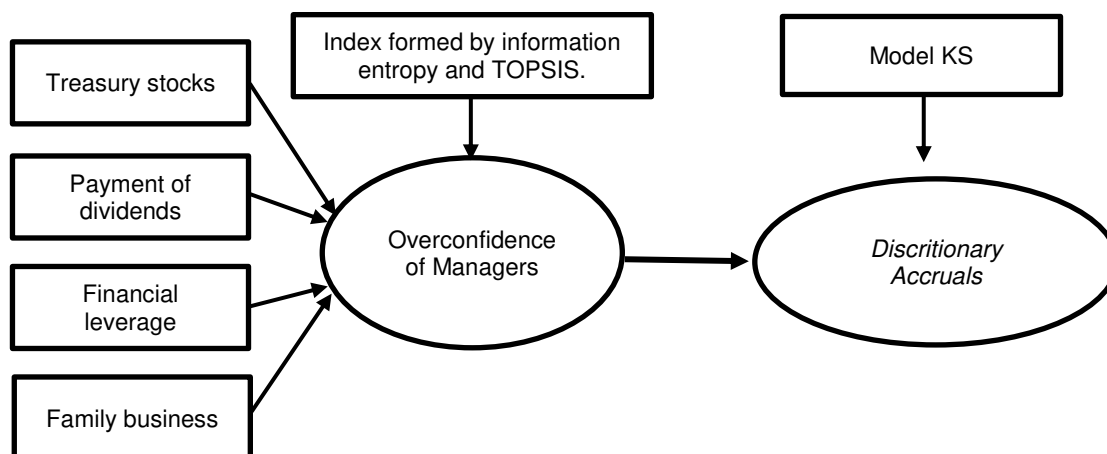 Treasury stocks
Index formed by information
entropy and TOPSIS.
Model KS
Payment of
dividends
Overconfidence
of Managers
Discritionary
Accruals
Financial
leverage
Family business